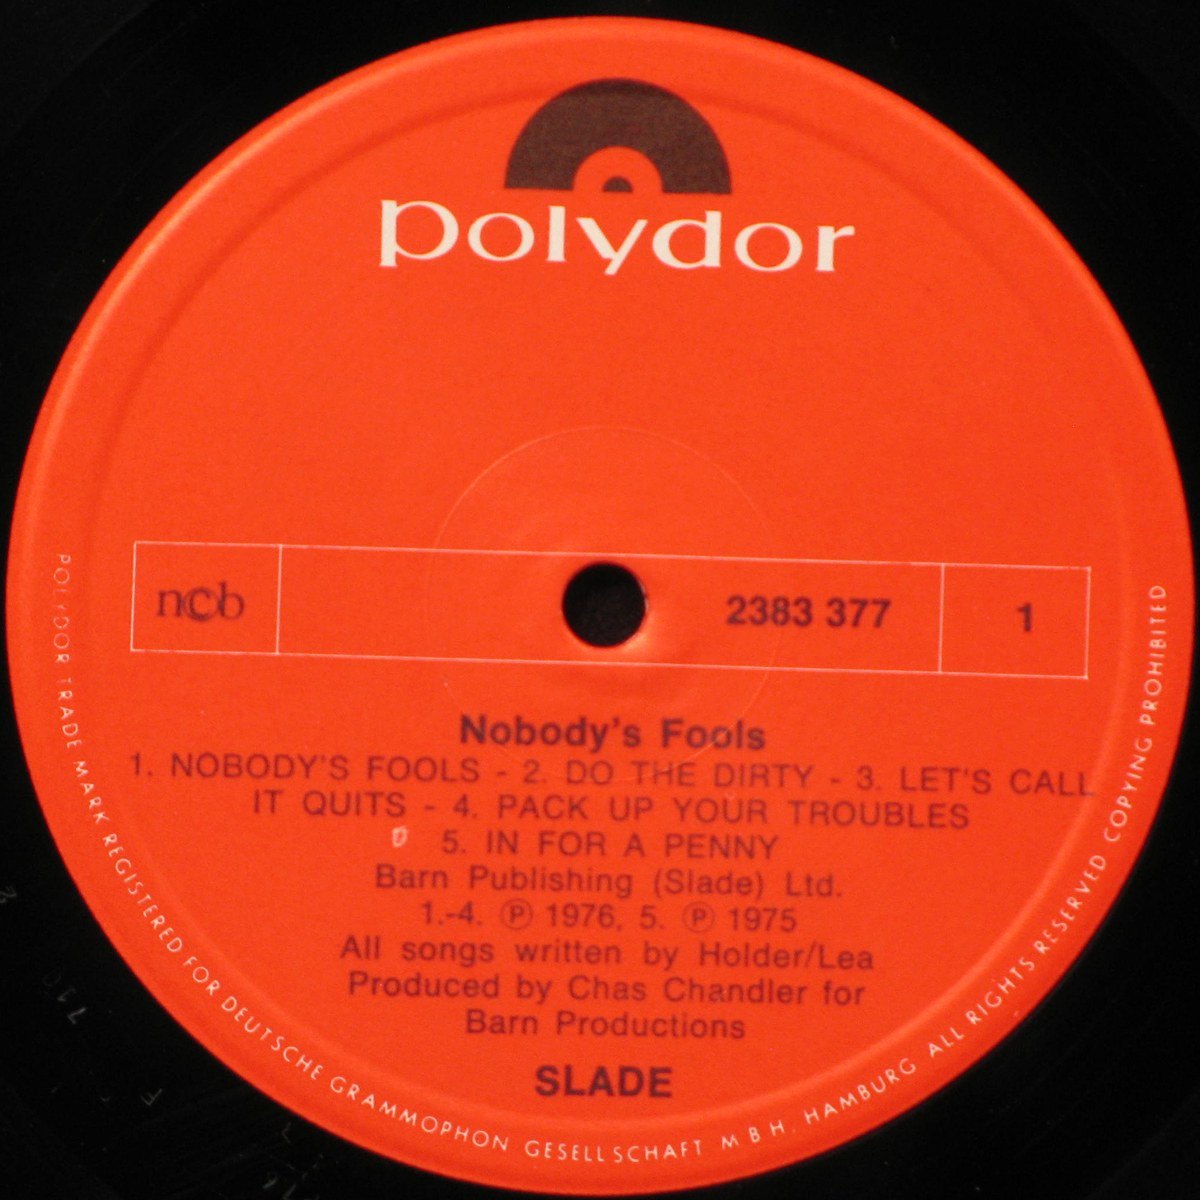 polydor
ncb
2383 377
1
Nobody's Fools
1. NOBODY'S FOOLS - 2. DO THE DIRTY - 3. LET'S CALL
IT QUITS - 4. PACK UP YOUR TROUBLES
5. IN FOR A PENNY
Barn Publishing (Slade) Ltd.
1.-4. Ⓟ 1976, 5. Ⓟ 1975
All songs written by Holder/Lea
Produced by Chas Chandler for
Barn Productions
SLADE
POLYDOR TRADE MARK REGISTERED FOR DEUTSCHE GRAMMOPHON GESELLSCHAFT M B H. HAMBURG ALL RIGHTS RESERVED COPYING PROHIBITED